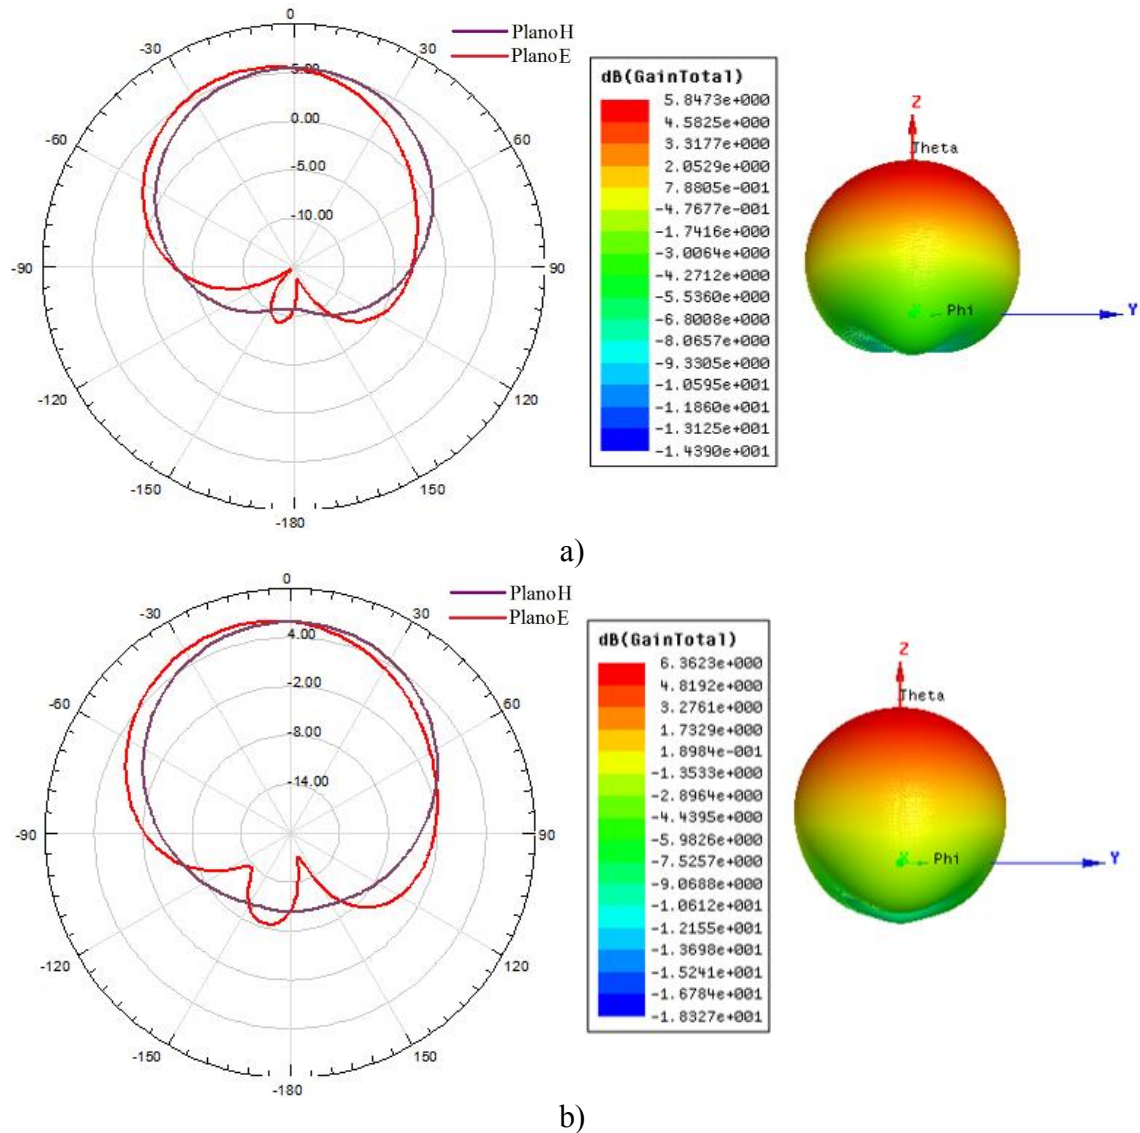 0
-30
30
-60
60
-90
90
-120
120
-150
150
-180
5.00
0.00
-5.00
-10.00
PlanoH
PlanoE
dB(GainTotal)
5.8473e+000
4.5825e+000
3.3177e+000
2.0529e+000
7.8805e-001
-4.7677e-001
-1.7416e+000
-3.0064e+000
-4.2712e+000
-5.5360e+000
-6.8008e+000
-8.0657e+000
-9.3305e+000
-1.0595e+001
-1.1860e+001
-1.3125e+001
-1.4390e+001
Z
Theta
X
Phi
Y
a)
0
-30
30
-60
60
-90
90
-120
120
-150
150
-180
4.00
-2.00
-8.00
-14.00
PlanoH
PlanoE
dB(GainTotal)
6.3623e+000
4.8192e+000
3.2761e+000
1.7329e+000
1.8984e-001
-1.3533e+000
-2.8964e+000
-4.4395e+000
-5.9826e+000
-7.5257e+000
-9.0688e+000
-1.0612e+001
-1.2155e+001
-1.3698e+001
-1.5241e+001
-1.6784e+001
-1.8327e+001
Z
Theta
X
Phi
Y
b)